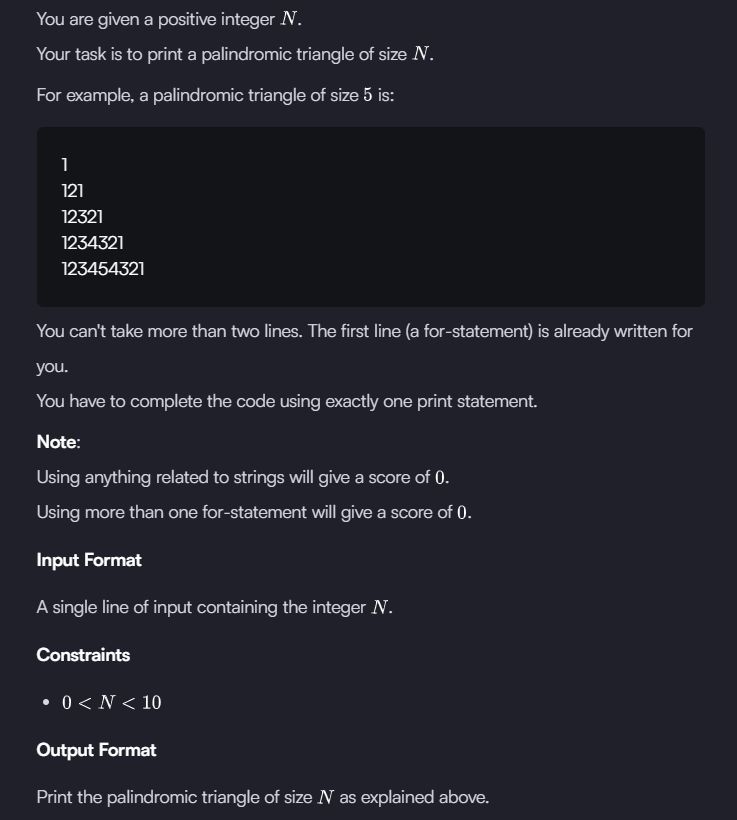 You are given a positive integer N.
Your task is to print a palindromic triangle of size N.
For example, a palindromic triangle of size 5 is:
1
121
12321
1234321
123454321
You can't take more than two lines. The first line (a for-statement) is already written for
you.
You have to complete the code using exactly one print statement.
Note:
Using anything related to strings will give a score of 0.
Using more than one for-statement will give a score of 0.
Input Format
A single line of input containing the integer N.
Constraints
• 0 < N < 10
Output Format
Print the palindromic triangle of size N as explained above.